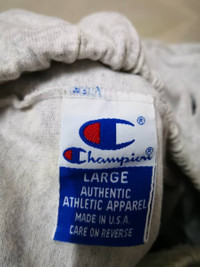 Champion
LARGE
AUTHENTIC
ATHLETIC APPAREL
MADE IN U.S.A.
CARE ON REVERSE